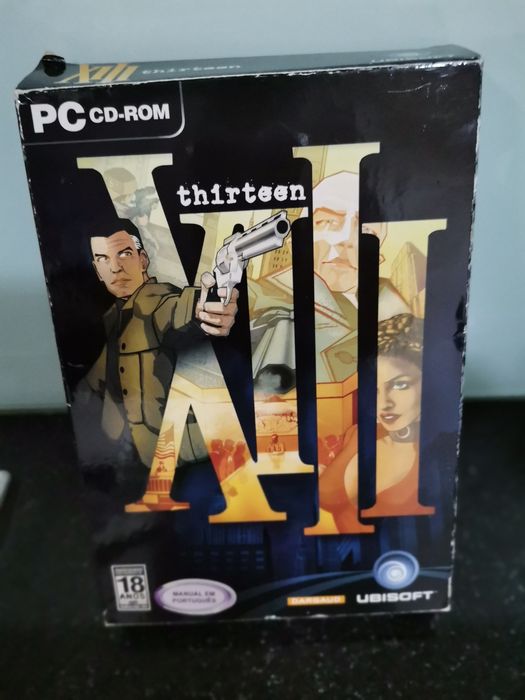 XIII thirteen
PC CD-ROM
thirteen
XIII
18
ANOS
MANUAL EM
PORTUGUÊS
DARGAUD
UBISOFT